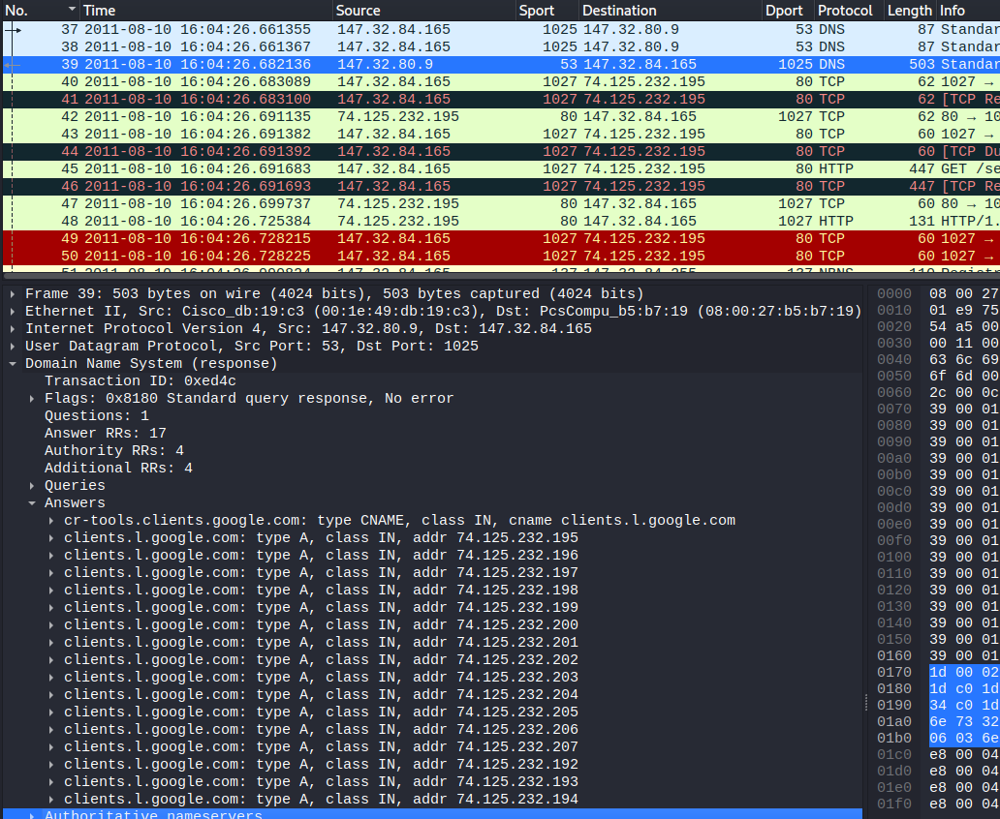 No. Time Source Sport Destination Dport Protocol Length Info
37 2011-08-10 16:04:26.661355 147.32.84.165 1025 147.32.80.9 53 DNS 87 Standar
38 2011-08-10 16:04:26.661367 147.32.84.165 1025 147.32.80.9 53 DNS 87 Standar
39 2011-08-10 16:04:26.682136 147.32.80.9 53 147.32.84.165 1025 DNS 503 Standar
40 2011-08-10 16:04:26.683089 147.32.84.165 1027 74.125.232.195 80 TCP 62 1027 →
41 2011-08-10 16:04:26.683100 147.32.84.165 1027 74.125.232.195 80 TCP 62 [TCP Re
42 2011-08-10 16:04:26.691135 74.125.232.195 80 147.32.84.165 1027 TCP 62 80 → 10
43 2011-08-10 16:04:26.691382 147.32.84.165 1027 74.125.232.195 80 TCP 60 1027 →
44 2011-08-10 16:04:26.691392 147.32.84.165 1027 74.125.232.195 80 TCP 60 [TCP Du
45 2011-08-10 16:04:26.691683 147.32.84.165 1027 74.125.232.195 80 HTTP 447 GET /se
46 2011-08-10 16:04:26.691693 147.32.84.165 1027 74.125.232.195 80 TCP 447 [TCP Re
47 2011-08-10 16:04:26.699737 74.125.232.195 80 147.32.84.165 1027 TCP 60 80 → 10
48 2011-08-10 16:04:26.725384 74.125.232.195 80 147.32.84.165 1027 HTTP 131 HTTP/1.
49 2011-08-10 16:04:26.728215 147.32.84.165 1027 74.125.232.195 80 TCP 60 1027 →
50 2011-08-10 16:04:26.728225 147.32.84.165 1027 74.125.232.195 80 TCP 60 1027 →
Frame 39: 503 bytes on wire (4024 bits), 503 bytes captured (4024 bits)
Ethernet II, Src: Cisco_db:19:c3 (00:1e:49:db:19:c3), Dst: PcsCompu_b5:b7:19 (08:00:27:b5:b7:19)
Internet Protocol Version 4, Src: 147.32.80.9, Dst: 147.32.84.165
User Datagram Protocol, Src Port: 53, Dst Port: 1025
Domain Name System (response)
Transaction ID: 0xed4c
Flags: 0x8180 Standard query response, No error
Questions: 1
Answer RRs: 17
Authority RRs: 4
Additional RRs: 4
Queries
Answers
cr-tools.clients.google.com: type CNAME, class IN, cname clients.l.google.com
clients.l.google.com: type A, class IN, addr 74.125.232.195
clients.l.google.com: type A, class IN, addr 74.125.232.196
clients.l.google.com: type A, class IN, addr 74.125.232.197
clients.l.google.com: type A, class IN, addr 74.125.232.198
clients.l.google.com: type A, class IN, addr 74.125.232.199
clients.l.google.com: type A, class IN, addr 74.125.232.200
clients.l.google.com: type A, class IN, addr 74.125.232.201
clients.l.google.com: type A, class IN, addr 74.125.232.202
clients.l.google.com: type A, class IN, addr 74.125.232.203
clients.l.google.com: type A, class IN, addr 74.125.232.204
clients.l.google.com: type A, class IN, addr 74.125.232.205
clients.l.google.com: type A, class IN, addr 74.125.232.206
clients.l.google.com: type A, class IN, addr 74.125.232.207
clients.l.google.com: type A, class IN, addr 74.125.232.192
clients.l.google.com: type A, class IN, addr 74.125.232.193
clients.l.google.com: type A, class IN, addr 74.125.232.194
Authoritative nameservers
0000 08 00 27
0010 01 e9 75
0020 54 a5 00
0030 00 11 00
0040 63 6c 69
0050 6f 6d 00
0060 2c 00 0c
0070 39 00 01
0080 39 00 01
0090 39 00 01
00a0 39 00 01
00b0 39 00 01
00c0 39 00 01
00d0 39 00 01
00e0 39 00 01
00f0 39 00 01
0100 39 00 01
0110 39 00 01
0120 39 00 01
0130 39 00 01
0140 39 00 01
0150 39 00 01
0160 39 00 01
0170 1d 00 02
0180 1d c0 1d
0190 34 c0 1d
01a0 6e 73 32
01b0 06 03 6e
01c0 e8 00 04
01d0 e8 00 04
01e0 e8 00 04
01f0 e8 00 04